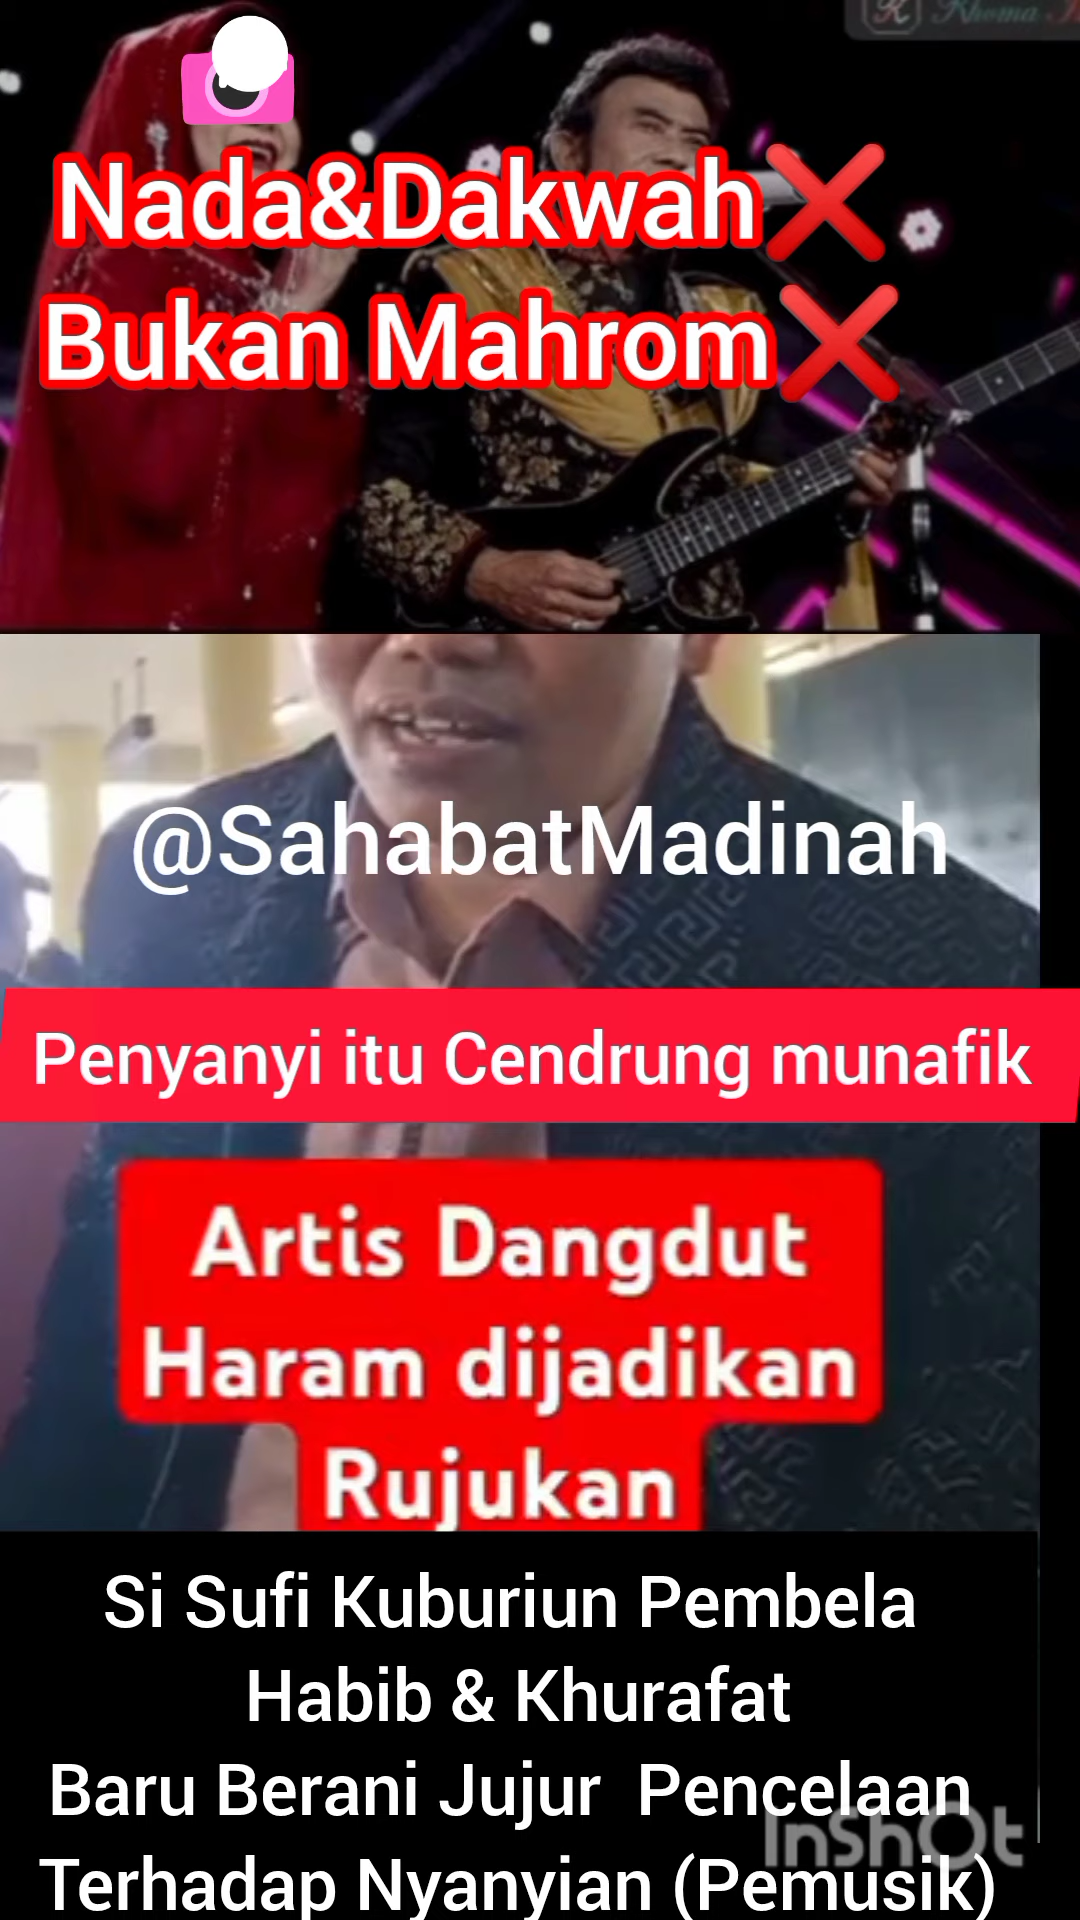 Khoma
Nada&Dakwah❌
Bukan Mahrom❌
@SahabatMadinah
Penyanyi itu Cendrung munafik
Artis Dangdut
Haram dijadikan
Rujukan
Si Sufi Kuburiun Pembela
Habib & Khurafat
Baru Berani Jujur Pencelaan
Terhadap Nyanyian (Pemusik)
InShOt